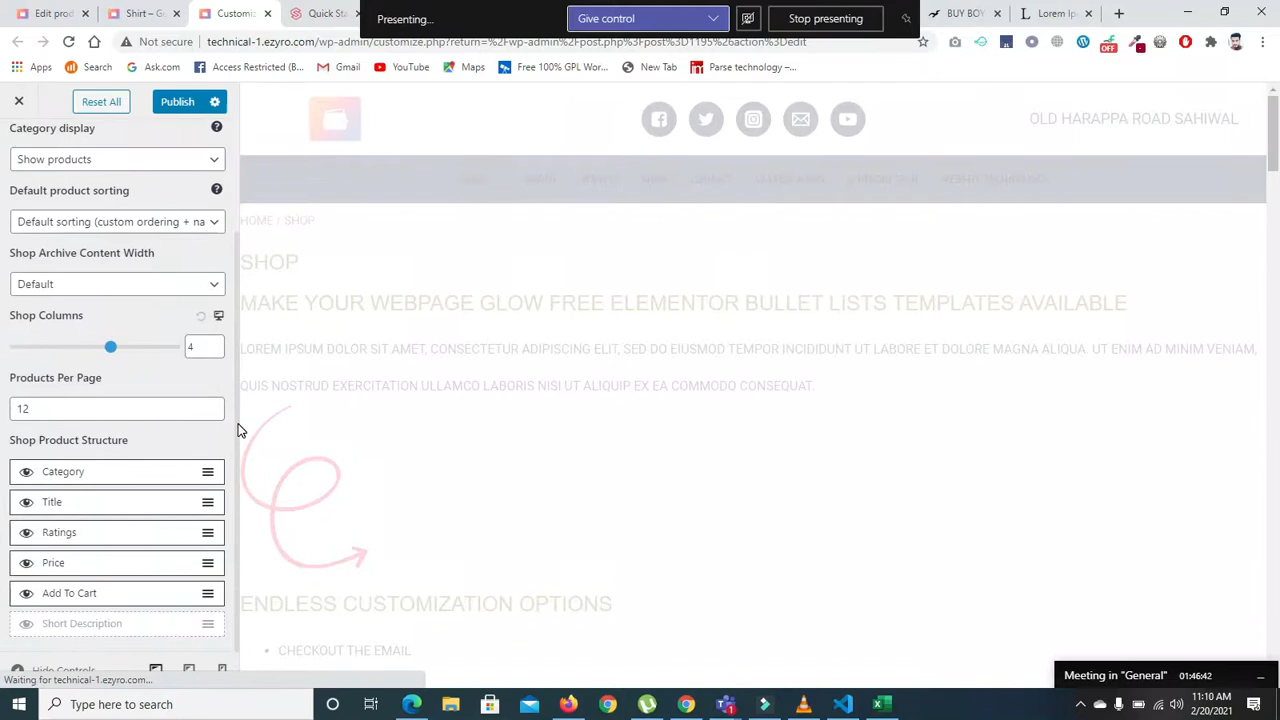 Presenting...
Give control
Stop presenting
Ship St
Customiz
Quick Sta
BUY BOY
Lorem Ip
Not secure
technical-1.ezyro.com/wp-admin/customize.php?return=%2Fwp-admin%2Fpost.php%3Fpost%3D1195%26action%3Dedit
OFF
Apps
Search
G ak.com
Access Restricted (B...
Gmail
YouTube
Maps
Free 100% GPL Wor...
New Tab
Parse technology –...
Reset All
Publish
OLD HARAPPA ROAD SAHIWAL
Category display
Show products
HOME / SHOP
Default product sorting
Default sorting (custom ordering + na
SHOP
Shop Archive Content Width
Default
MAKE YOUR WEBPAGE GLOW FREE ELEMENTOR BULLET LISTS TEMPLATES AVAILABLE
Shop Columns
4
LOREM IPSUM DOLOR SIT AMET, CONSECTETUR ADIPISCING ELIT, SED DO EIUSMOD TEMPOR INCIDIDUNT UT LABORE ET DOLORE MAGNA ALIQUA. UT ENIM AD MINIM VENIAM,
QUIS NOSTRUD EXERCITATION ULLAMCO LABORIS NISI UT ALIQUIP EX EA COMMODO CONSEQUAT.
Products Per Page
12
Shop Product Structure
Category
Title
Ratings
Price
Add To Cart
Short Description
ENDLESS CUSTOMIZATION OPTIONS
• CHECKOUT THE EMAIL
Hide Controls
Waiting for technical-1.ezyro.com...
Meeting in "General"
01:46:42
Type here to search
11:10 AM
2/20/2021